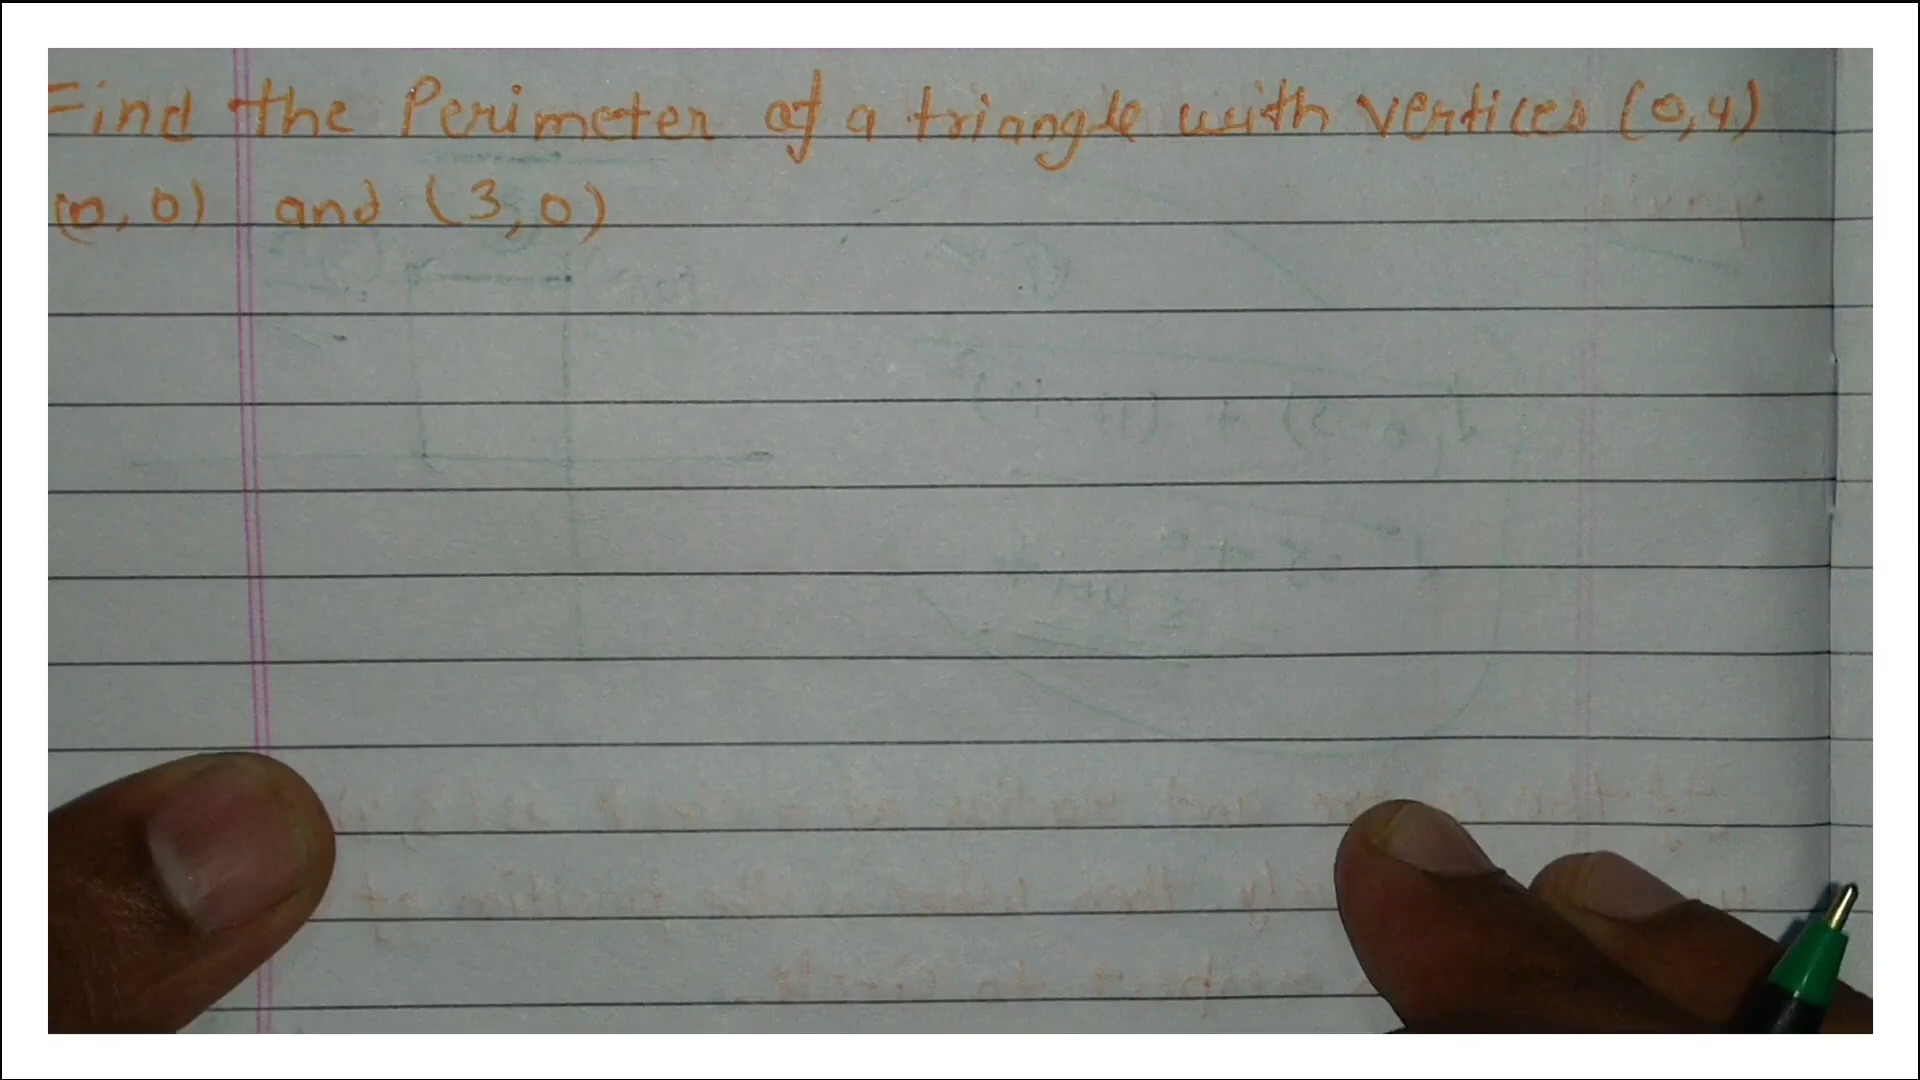 Find the Perimeter of a triangle with vertices (0,4)
(0,0) and (3,0)